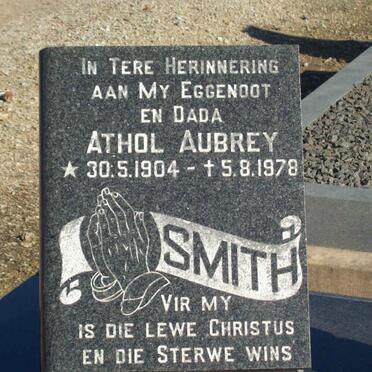 IN TERE HERINNERING
AAN MY EGGENOOT
EN DADA
ATHOL AUBREY
★ 30.5.1904 - †5.8.1978
SMITH
VIR MY
IS DIE LEWE CHRISTUS
EN DIE STERWE WINS